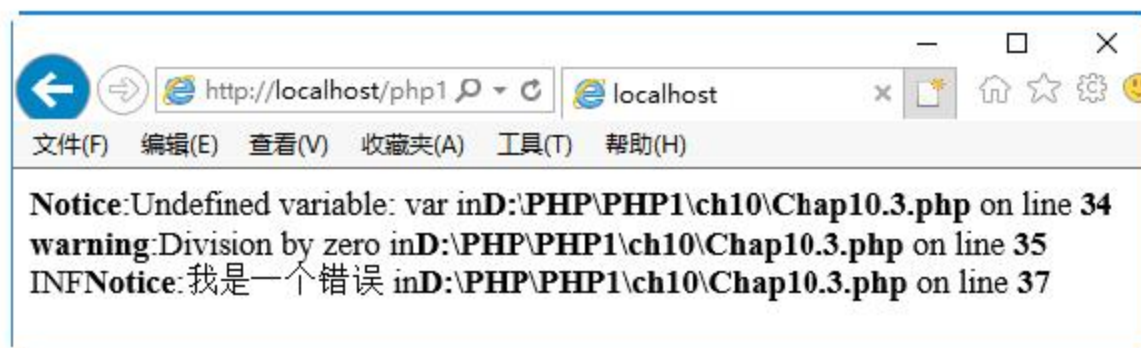 http://localhost/php1
localhost
文件(F) 编辑(E) 查看(V) 收藏夹(A) 工具(T) 帮助(H)
Notice:Undefined variable: var inD:\PHP\PHP1\ch10\Chap10.3.php on line 34
warning:Division by zero inD:\PHP\PHP1\ch10\Chap10.3.php on line 35
INFNotice:我是一个错误 inD:\PHP\PHP1\ch10\Chap10.3.php on line 37